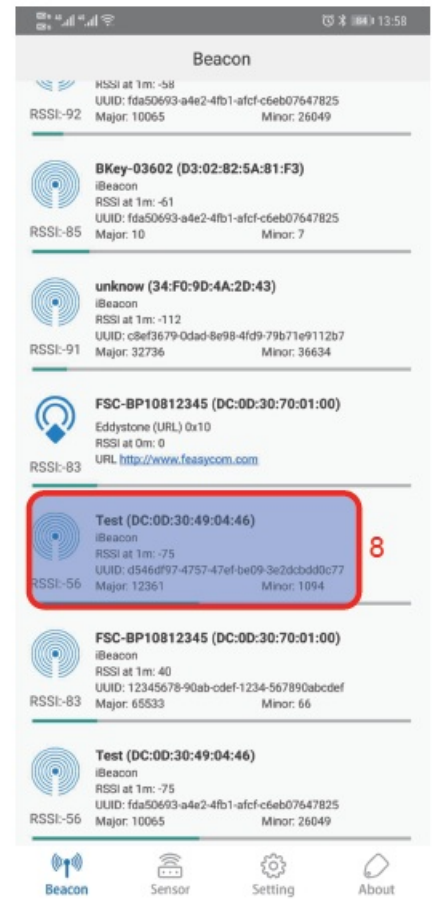 13:58
Beacon
RSSI at 1m: -58
UUID: fda50693-a4e2-4fb1-afcf-c6eb07647825
RSSI:-92 Major: 10065 Minor: 26049
BKey-03602 (D3:02:82:5A:81:F3)
iBeacon
RSSI at 1m: -61
UUID: fda50693-a4e2-4fb1-afcf-c6eb07647825
RSSI:-85 Major: 10 Minor: 7
unknow (34:F0:9D:4A:2D:43)
iBeacon
RSSI at 1m: -112
UUID: c8ef3679-0dad-8e98-4fd9-79b71e9112b7
RSSI:-91 Major: 32736 Minor: 36634
FSC-BP10812345 (DC:0D:30:70:01:00)
Eddystone (URL) 0x10
RSSI at 0m: 0
RSSI:-83 URL http://www.feasycom.com
Test (DC:0D:30:49:04:46)
iBeacon
RSSI at 1m: -75
UUID: d546df97-4757-47ef-be09-3e2dcbdd0c77
RSSI:-56 Major: 12361 Minor: 1094
8
FSC-BP10812345 (DC:0D:30:70:01:00)
iBeacon
RSSI at 1m: 40
UUID: 12345678-90ab-cdef-1234-567890abcdef
RSSI:-83 Major: 65533 Minor: 66
Test (DC:0D:30:49:04:46)
iBeacon
RSSI at 1m: -75
UUID: fda50693-a4e2-4fb1-afcf-c6eb07647825
RSSI:-56 Major: 10065 Minor: 26049
Beacon Sensor Setting About